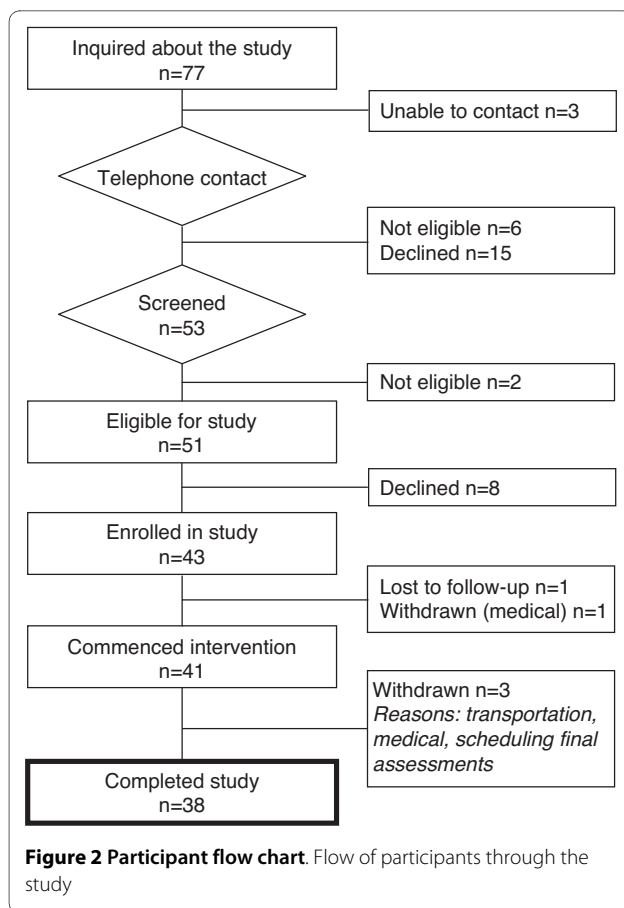 Inquired about the study
n=77
Unable to contact n=3
Telephone contact
Not eligible n=6
Declined n=15
Screened
n=53
Not eligible n=2
Eligible for study
n=51
Declined n=8
Enrolled in study
n=43
Lost to follow-up n=1
Withdrawn (medical) n=1
Commenced intervention
n=41
Withdrawn n=3
Reasons: transportation,
medical, scheduling final
assessments
Completed study
n=38
Figure 2 Participant flow chart. Flow of participants through the
study